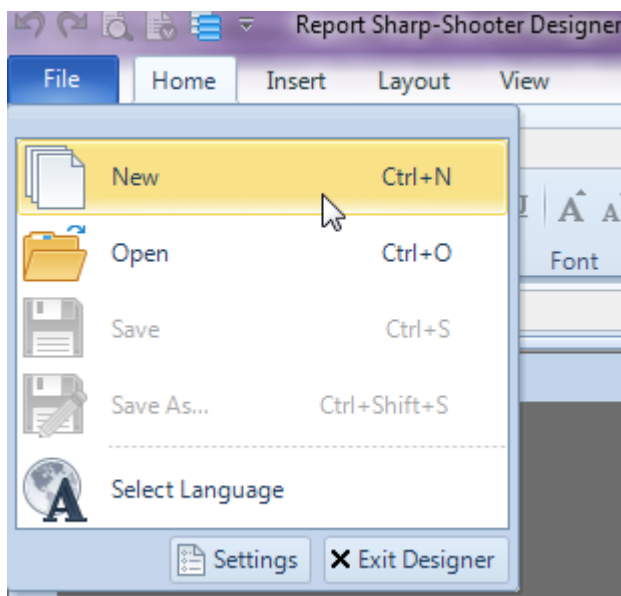 Report Sharp-Shooter Designer
File Home Insert Layout View
New Ctrl+N
Open Ctrl+O
Font
Save Ctrl+S
Save As... Ctrl+Shift+S
Select Language
Settings Exit Designer